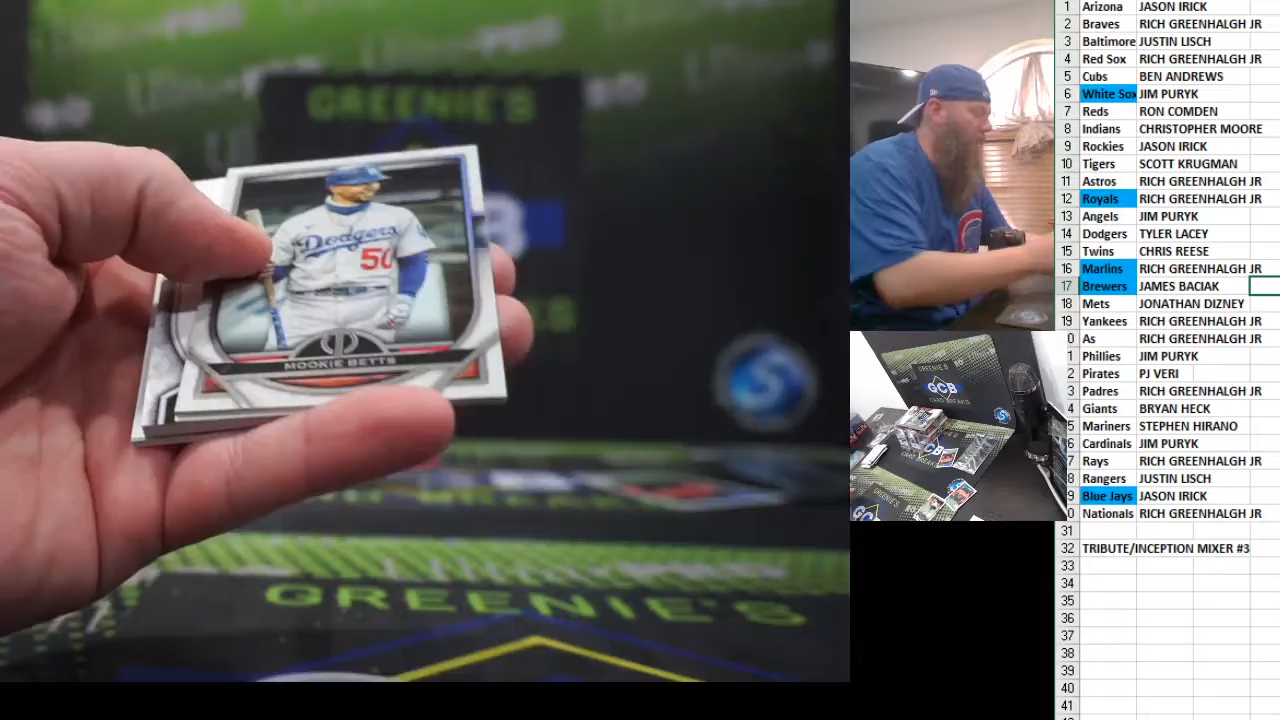 GREENIE'S
Dodgers
50
MOOKIE BETTS
GREENIE'S
S
GREENIE'S
GCB
CARD BREAKS
GCB
1 Arizona JASON IRICK
2 Braves RICH GREENHALGH JR
3 Baltimore JUSTIN LISCH
4 Red Sox RICH GREENHALGH JR
5 Cubs BEN ANDREWS
6 White Sox JIM PURYK
7 Reds RON COMDEN
8 Indians CHRISTOPHER MOORE
9 Rockies JASON IRICK
10 Tigers SCOTT KRUGMAN
11 Astros RICH GREENHALGH JR
12 Royals RICH GREENHALGH JR
13 Angels JIM PURYK
14 Dodgers TYLER LACEY
15 Twins CHRIS REESE
16 Marlins RICH GREENHALGH JR
17 Brewers JAMES BACIAK
18 Mets JONATHAN DIZNEY
19 Yankees RICH GREENHALGH JR
0 As RICH GREENHALGH JR
1 Phillies JIM PURYK
2 Pirates PJ VERI
3 Padres RICH GREENHALGH JR
4 Giants BRYAN HECK
5 Mariners STEPHEN HIRANO
6 Cardinals JIM PURYK
7 Rays RICH GREENHALGH JR
8 Rangers JUSTIN LISCH
9 Blue Jays JASON IRICK
0 Nationals RICH GREENHALGH JR
31
32 TRIBUTE/INCEPTION MIXER #3
33
34
35
36
37
38
39
40
41